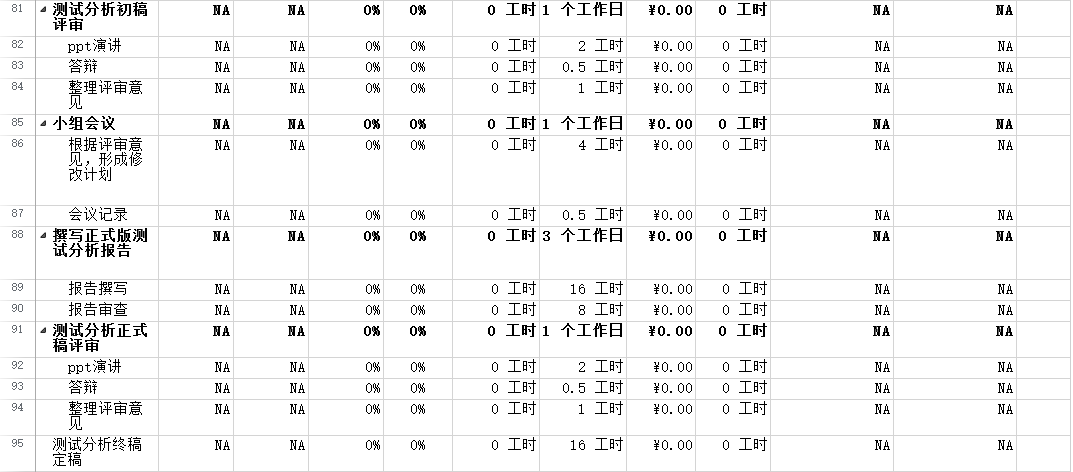 81 测试分析初稿 NA NA 0% 0% 0 工时 1 个工作日 ¥0.00 0 工时 NA NA
评审
82 ppt演讲 NA NA 0% 0% 0 工时 2 工时 ¥0.00 0 工时 NA NA
83 答辩 NA NA 0% 0% 0 工时 0.5 工时 ¥0.00 0 工时 NA NA
84 整理评审意 NA NA 0% 0% 0 工时 1 工时 ¥0.00 0 工时 NA NA
见
85 小组会议 NA NA 0% 0% 0 工时 1 个工作日 ¥0.00 0 工时 NA NA
86 根据评审意 NA NA 0% 0% 0 工时 4 工时 ¥0.00 0 工时 NA NA
见，形成修
改计划
87 会议记录 NA NA 0% 0% 0 工时 0.5 工时 ¥0.00 0 工时 NA NA
88 撰写正式版测 NA NA 0% 0% 0 工时 3 个工作日 ¥0.00 0 工时 NA NA
试分析报告
89 报告撰写 NA NA 0% 0% 0 工时 16 工时 ¥0.00 0 工时 NA NA
90 报告审查 NA NA 0% 0% 0 工时 8 工时 ¥0.00 0 工时 NA NA
91 测试分析正式 NA NA 0% 0% 0 工时 1 个工作日 ¥0.00 0 工时 NA NA
稿评审
92 ppt演讲 NA NA 0% 0% 0 工时 2 工时 ¥0.00 0 工时 NA NA
93 答辩 NA NA 0% 0% 0 工时 0.5 工时 ¥0.00 0 工时 NA NA
94 整理评审意 NA NA 0% 0% 0 工时 1 工时 ¥0.00 0 工时 NA NA
见
95 测试分析终稿 NA NA 0% 0% 0 工时 16 工时 ¥0.00 0 工时 NA NA
定稿